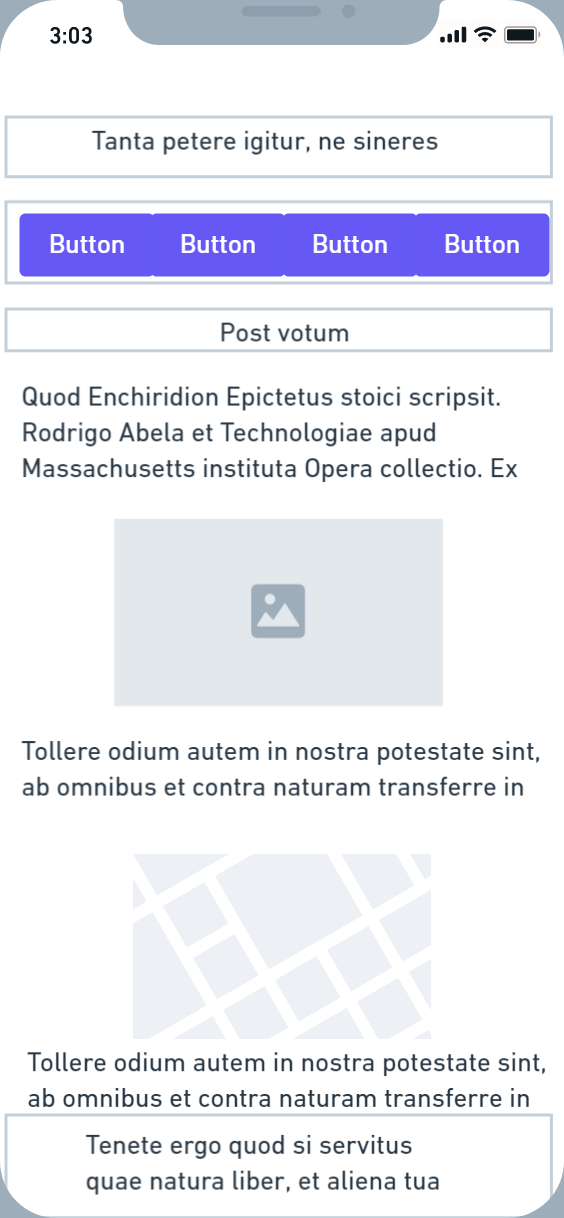 3:03
Tanta petere igitur, ne sineres
Button Button Button Button
Post votum
Quod Enchiridion Epictetus stoici scripsit.
Rodrigo Abela et Technologiae apud
Massachusetts instituta Opera collectio. Ex
Tollere odium autem in nostra potestate sint,
ab omnibus et contra naturam transferre in
Tollere odium autem in nostra potestate sint,
ab omnibus et contra naturam transferre in
Tenete ergo quod si servitus
quae natura liber, et aliena tua